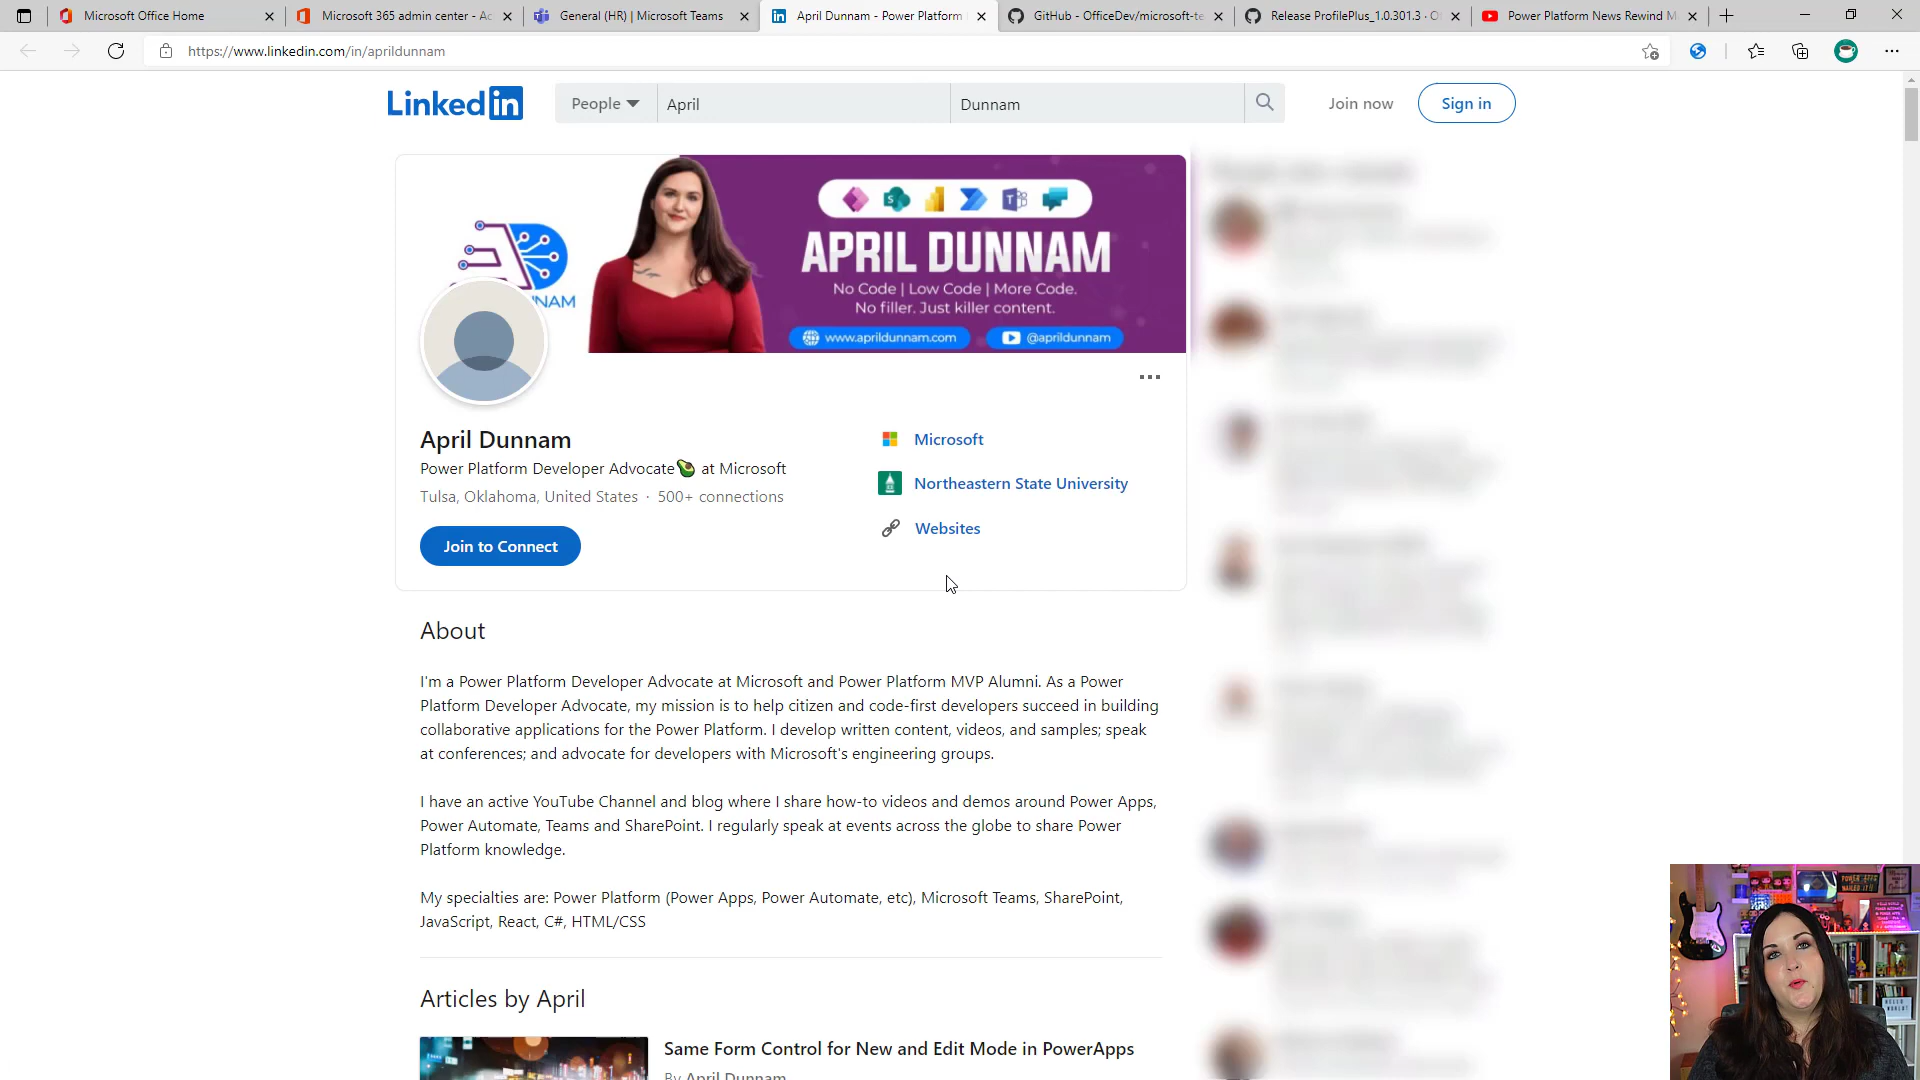 Microsoft Office Home
Microsoft 365 admin center - Ac
General (HR) | Microsoft Teams
April Dunnam - Power Platform
GitHub - OfficeDev/microsoft-te
Release ProfilePlus_1.0.301.3 · O
Power Platform News Rewind M
https://www.linkedin.com/in/aprildunnam
Linkedin
People
April
Dunnam
Join now
Sign in
APRIL DUNNAM
No Code | Low Code | More Code.
No filler. Just killer content.
www.aprildunnam.com
@aprildunnam
NAM
April Dunnam
Power Platform Developer Advocate🥑 at Microsoft
Tulsa, Oklahoma, United States · 500+ connections
Join to Connect
Microsoft
Northeastern State University
Websites
About
I'm a Power Platform Developer Advocate at Microsoft and Power Platform MVP Alumni. As a Power
Platform Developer Advocate, my mission is to help citizen and code-first developers succeed in building
collaborative applications for the Power Platform. I develop written content, videos, and samples; speak
at conferences; and advocate for developers with Microsoft's engineering groups.
I have an active YouTube Channel and blog where I share how-to videos and demos around Power Apps,
Power Automate, Teams and SharePoint. I regularly speak at events across the globe to share Power
Platform knowledge.
My specialties are: Power Platform (Power Apps, Power Automate, etc), Microsoft Teams, SharePoint,
JavaScript, React, C#, HTML/CSS
Articles by April
Same Form Control for New and Edit Mode in PowerApps
By April Dunnam